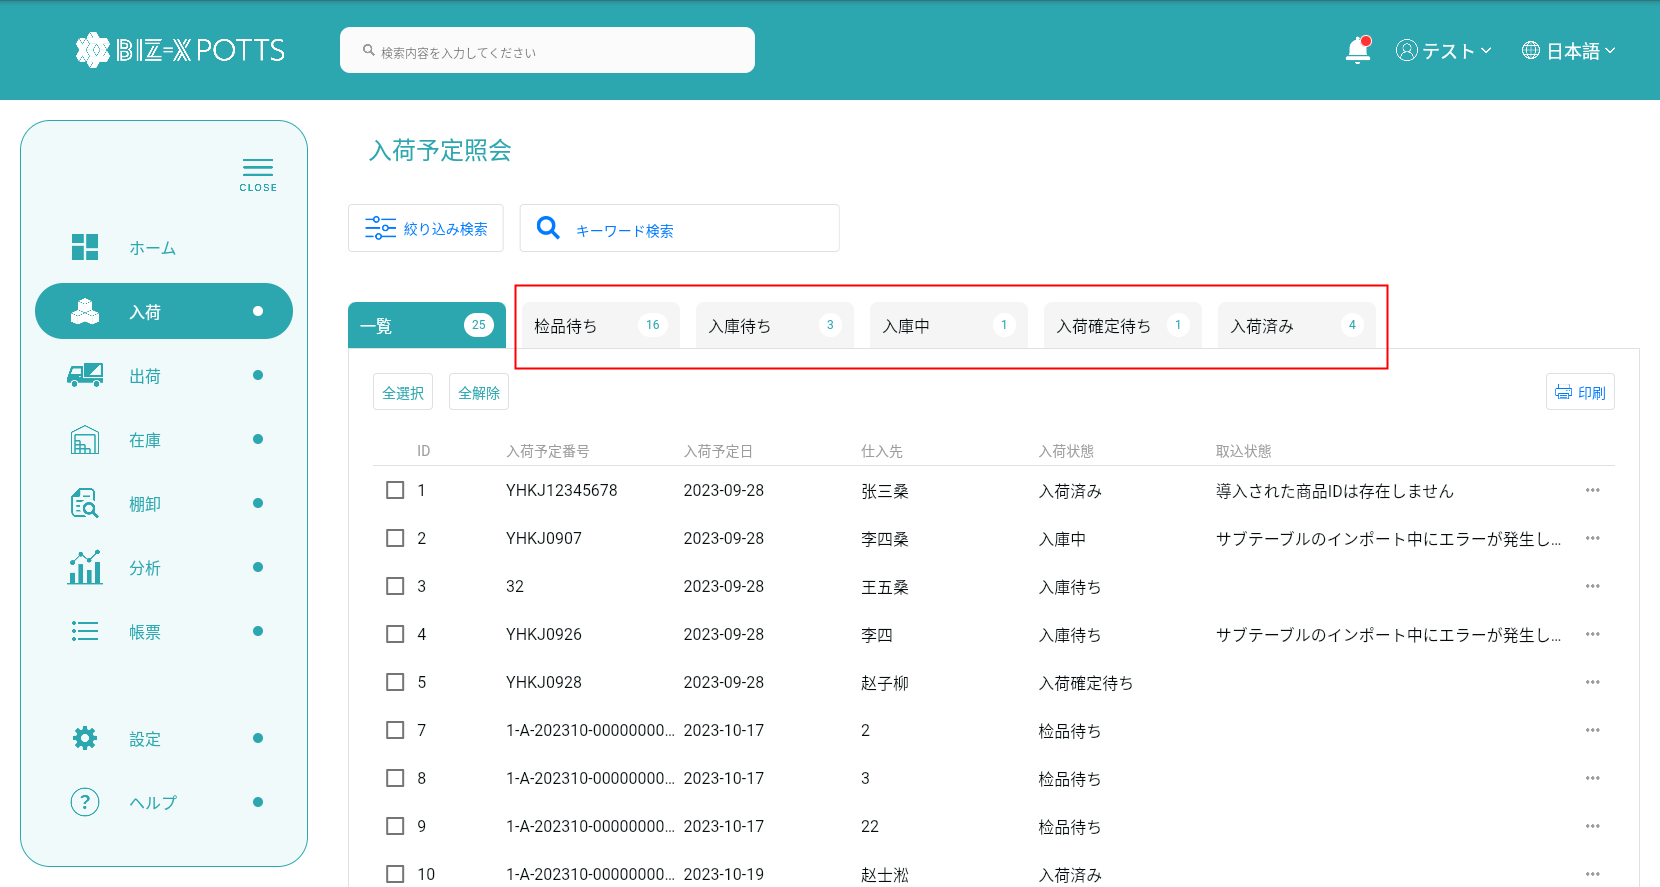 BIZ-X POTTS
検索内容を入力してください
テスト
日本語
CLOSE
ホーム
入荷
出荷
在庫
棚卸
分析
帳票
設定
ヘルプ
入荷予定照会
絞り込み検索
キーワード検索
一覧 25
检品待ち 16
入庫待ち 3
入庫中 1
入荷確定待ち 1
入荷済み 4
全選択
全解除
印刷
ID 入荷予定番号 入荷予定日 仕入先 入荷状態 取込状態
1 YHKJ12345678 2023-09-28 张三桑 入荷済み 導入された商品IDは存在しません
2 YHKJ0907 2023-09-28 李四桑 入庫中 サブテーブルのインポート中にエラーが発生し...
3 32 2023-09-28 王五桑 入庫待ち
4 YHKJ0926 2023-09-28 李四 入庫待ち サブテーブルのインポート中にエラーが発生し...
5 YHKJ0928 2023-09-28 赵子柳 入荷確定待ち
7 1-A-202310-00000000... 2023-10-17 2 检品待ち
8 1-A-202310-00000000... 2023-10-17 3 检品待ち
9 1-A-202310-00000000... 2023-10-17 22 检品待ち
10 1-A-202310-00000000... 2023-10-19 赵士淞 入荷済み